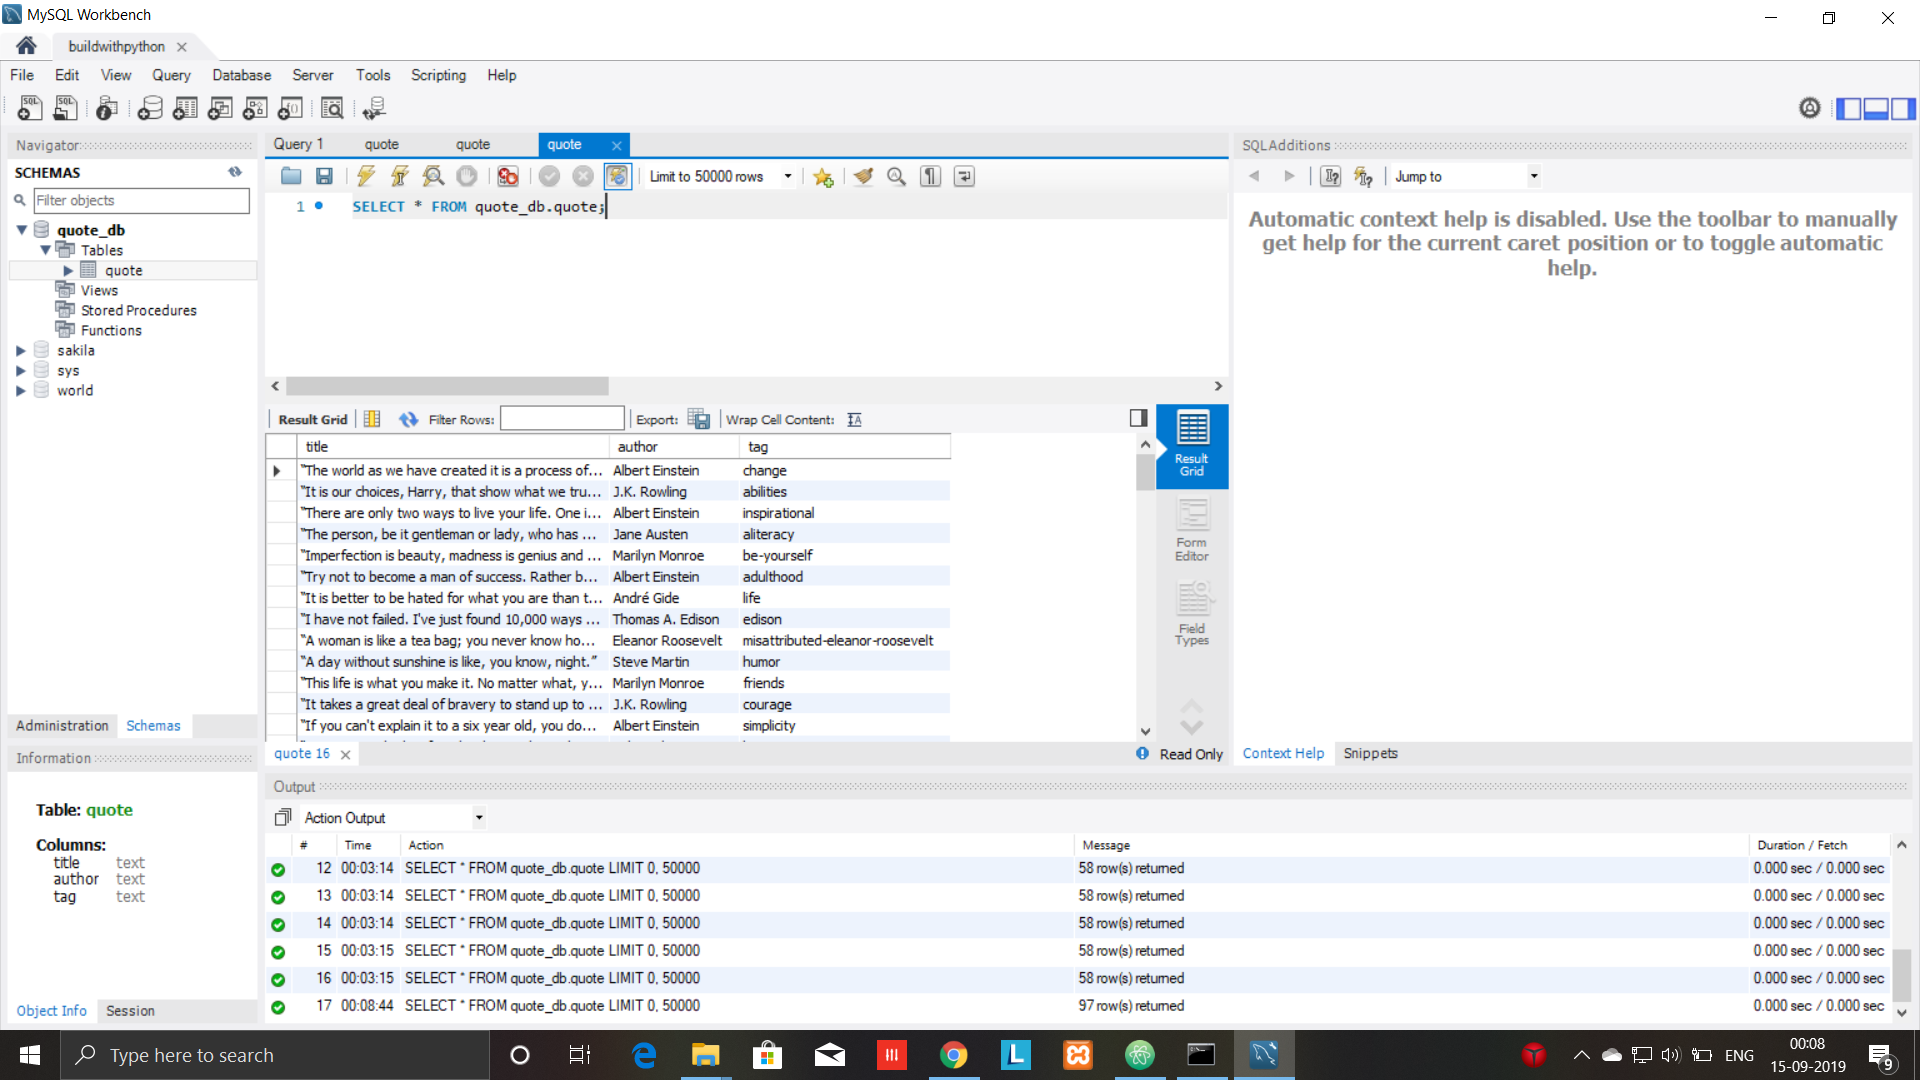 MySQL Workbench
buildwithpython
File Edit View Query Database Server Tools Scripting Help
Navigator
SCHEMAS
Filter objects
quote_db
Tables
quote
Views
Stored Procedures
Functions
sakila
sys
world
Administration Schemas
Information
Table: quote
Columns:
title text
author text
tag text
Object Info Session
Query 1 quote quote quote
Limit to 50000 rows
1 SELECT * FROM quote_db.quote;
Result Grid Filter Rows: Export: Wrap Cell Content:
title author tag
“The world as we have created it is a process of... Albert Einstein change
“It is our choices, Harry, that show what we tru... J.K. Rowling abilities
“There are only two ways to live your life. One i... Albert Einstein inspirational
“The person, be it gentleman or lady, who has ... Jane Austen aliteracy
“Imperfection is beauty, madness is genius and ... Marilyn Monroe be-yourself
“Try not to become a man of success. Rather b... Albert Einstein adulthood
“It is better to be hated for what you are than t... André Gide life
“I have not failed. I've just found 10,000 ways ... Thomas A. Edison edison
“A woman is like a tea bag; you never know ho... Eleanor Roosevelt misattributed-eleanor-roosevelt
“A day without sunshine is like, you know, night.” Steve Martin humor
“This life is what you make it. No matter what, y... Marilyn Monroe friends
“It takes a great deal of bravery to stand up to ... J.K. Rowling courage
“If you can't explain it to a six year old, you do... Albert Einstein simplicity
Result
Grid
Form
Editor
Field
Types
quote 16
Read Only
SQLAdditions
Jump to
Automatic context help is disabled. Use the toolbar to manually
get help for the current caret position or to toggle automatic
help.
Context Help Snippets
Output
Action Output
# Time Action Message Duration / Fetch
12 00:03:14 SELECT * FROM quote_db.quote LIMIT 0, 50000 58 row(s) returned 0.000 sec / 0.000 sec
13 00:03:14 SELECT * FROM quote_db.quote LIMIT 0, 50000 58 row(s) returned 0.000 sec / 0.000 sec
14 00:03:14 SELECT * FROM quote_db.quote LIMIT 0, 50000 58 row(s) returned 0.000 sec / 0.000 sec
15 00:03:15 SELECT * FROM quote_db.quote LIMIT 0, 50000 58 row(s) returned 0.000 sec / 0.000 sec
16 00:03:15 SELECT * FROM quote_db.quote LIMIT 0, 50000 58 row(s) returned 0.000 sec / 0.000 sec
17 00:08:44 SELECT * FROM quote_db.quote LIMIT 0, 50000 97 row(s) returned 0.000 sec / 0.000 sec
Type here to search
ENG
00:08
15-09-2019
9